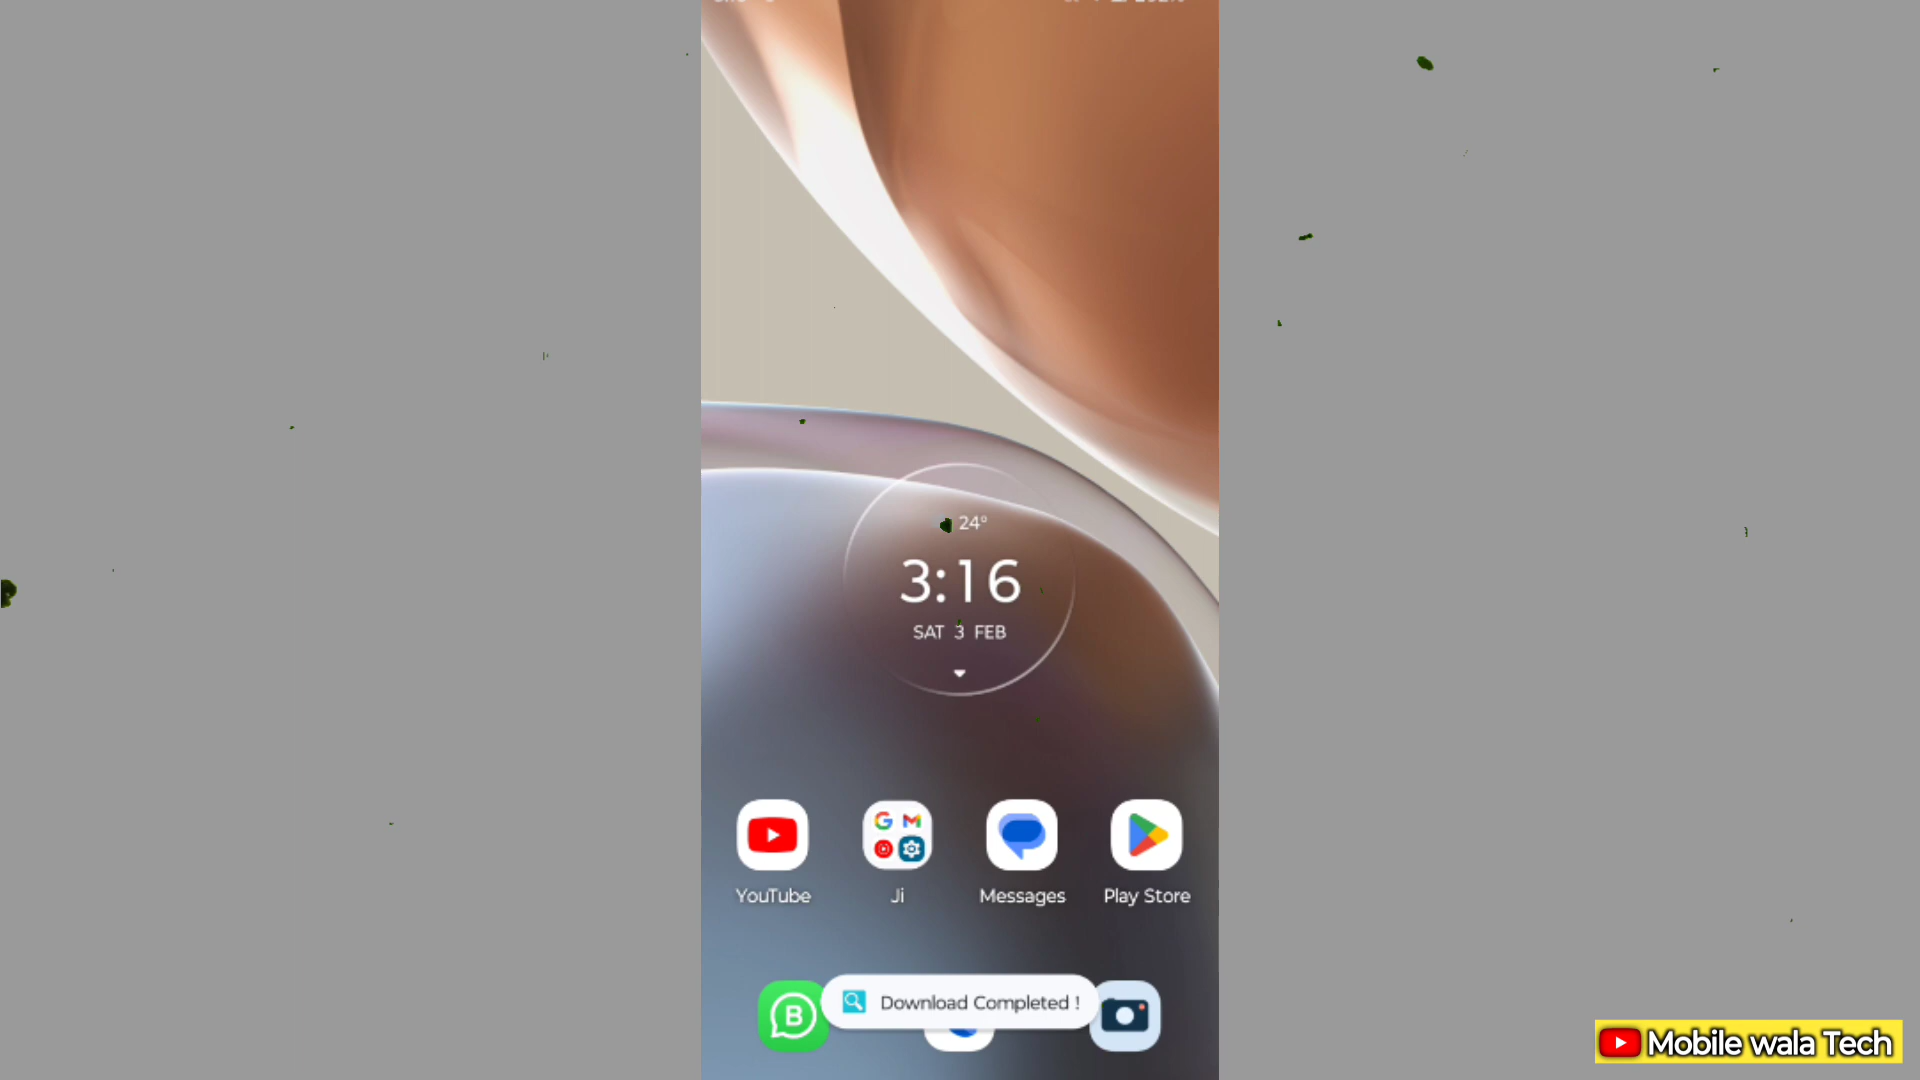 24°
3:16
SAT 3 FEB
YouTube
Ji
Messages
Play Store
B
Download Completed !
Mobile wala Tech